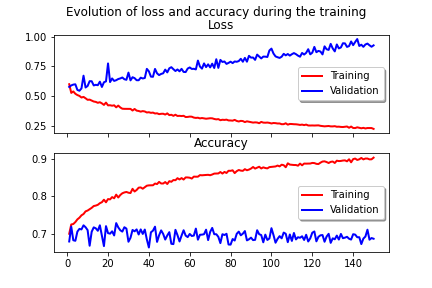 Evolution of loss and accuracy during the training
Loss
1.00
0.75
0.50
0.25
Training
Validation
Accuracy
0.9
0.8
0.7
Training
Validation
0 20 40 60 80 100 120 140